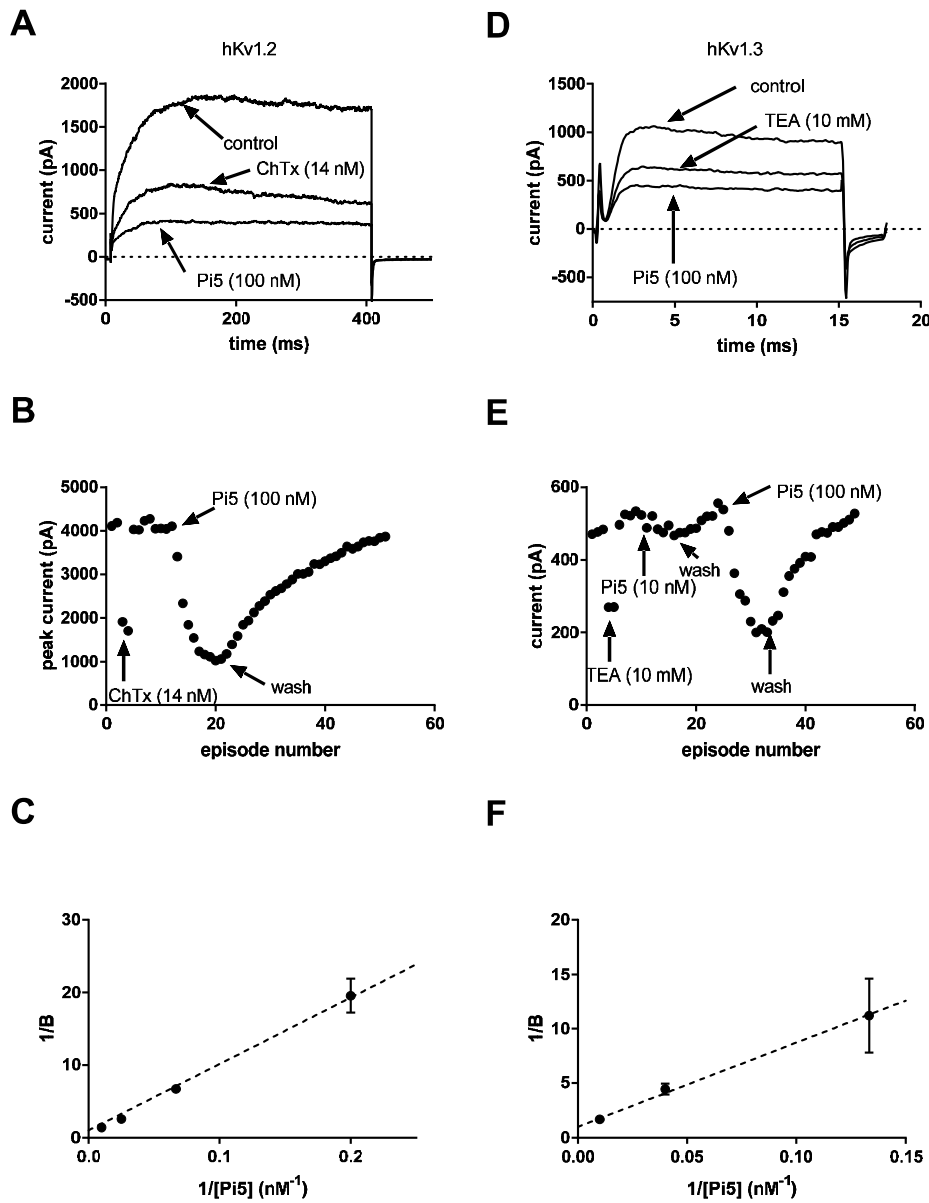 A
hKv1.2
2000
1500
1000
500
0
-500
current (pA)
control
ChTx (14 nM)
Pi5 (100 nM)
0
200
400
time (ms)
D
hKv1.3
1500
1000
500
0
-500
current (pA)
control
TEA (10 mM)
Pi5 (100 nM)
0
5
10
15
20
time (ms)
B
5000
4000
3000
2000
1000
0
peak current (pA)
Pi5 (100 nM)
ChTx (14 nM)
wash
0
20
40
60
episode number
E
600
400
200
0
current (pA)
Pi5 (100 nM)
wash
Pi5 (10 nM)
TEA (10 mM)
wash
0
20
40
60
episode number
C
30
20
10
0
1/B
0.0
0.1
0.2
1/[Pi5] (nM⁻¹)
F
20
15
10
5
0
1/B
0.00
0.05
0.10
0.15
1/[Pi5] (nM⁻¹)